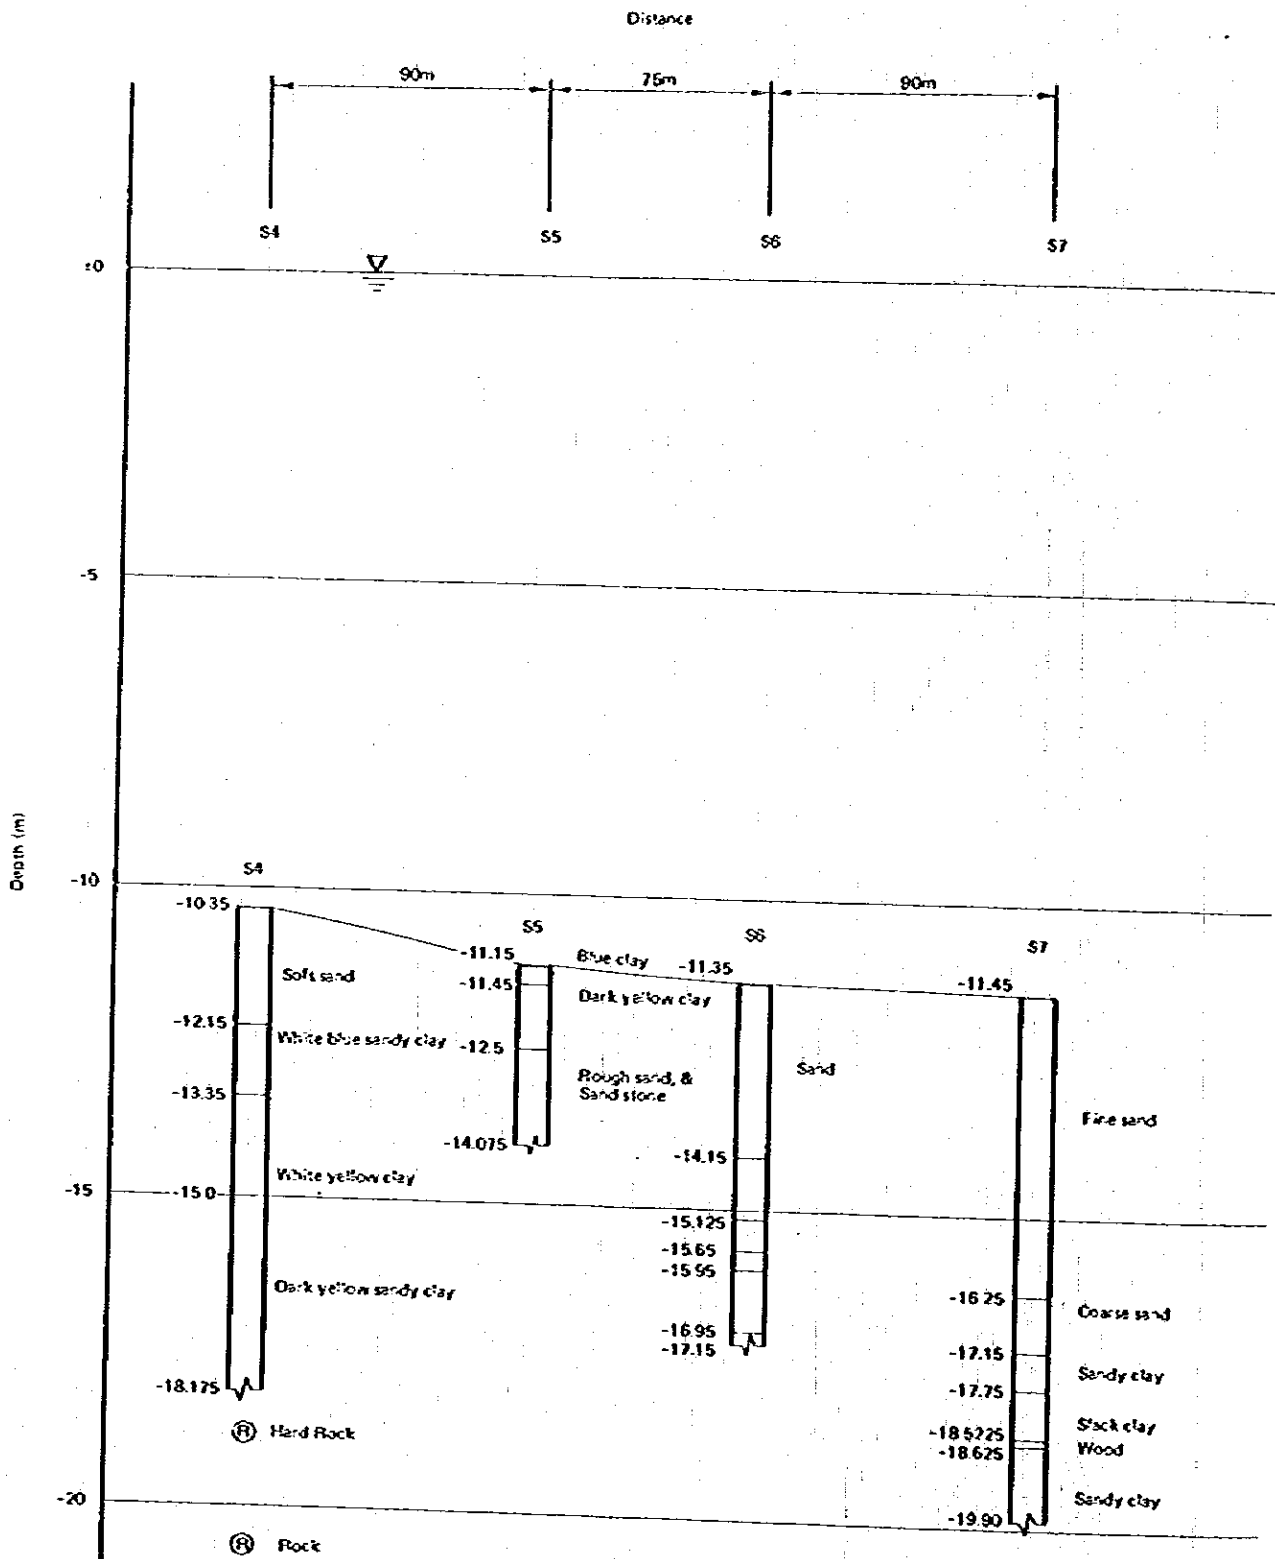 Distance
90m
75m
90m
S4
S5
S6
S7
±0
-5
Depth (m)
-10
S4
S5
S6
S7
-10.35
-11.15
Blue clay
-11.35
-11.45
Soft sand
-11.45
Dark yellow clay
-12.15
White blue sandy clay
-12.5
Sand
-13.35
Rough sand, &
Sand stone
Fine sand
-14.075
-14.15
White yellow clay
-15
-15.0
-15.125
-15.65
-15.95
Dark yellow sandy clay
-16.25
Coarse sand
-16.95
-17.15
-17.15
Sandy clay
-17.75
-18.175
Slack clay
-18.5225
Wood
-18.625
R Hard Rock
-20
Sandy clay
-19.90
R Rock